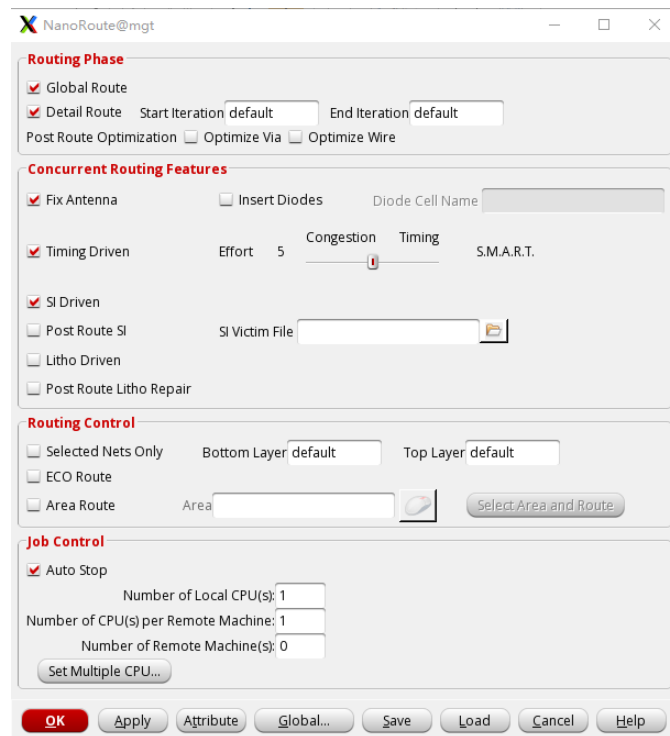 NanoRoute@mgt
Routing Phase
Global Route
Detail Route Start Iteration default End Iteration default
Post Route Optimization Optimize Via Optimize Wire
Concurrent Routing Features
Fix Antenna Insert Diodes Diode Cell Name
Congestion Timing
Timing Driven Effort 5 S.M.A.R.T.
SI Driven
Post Route SI SI Victim File
Litho Driven
Post Route Litho Repair
Routing Control
Selected Nets Only Bottom Layer default Top Layer default
ECO Route
Area Route Area Select Area and Route
Job Control
Auto Stop
Number of Local CPU(s): 1
Number of CPU(s) per Remote Machine: 1
Number of Remote Machine(s): 0
Set Multiple CPU...
OK Apply Attribute Global... Save Load Cancel Help